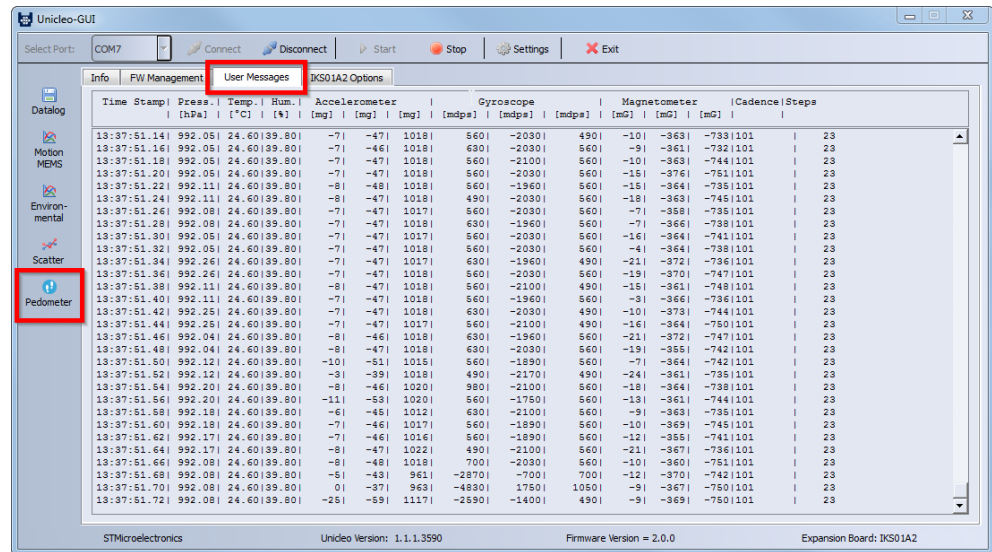 Unicleo-GUI
Select Port: COM7 Connect Disconnect Start Stop Settings Exit
Info FW Management User Messages IKS01A2 Options
Datalog
Motion
MEMS
Environ-
mental
Scatter
Pedometer
Time Stamp| Press.| Temp.| Hum.| Accelerometer | Gyroscope | Magnetometer |Cadence|Steps
| [hPa] | [°C] | [%] | [mg] | [mg] | [mg] | [mdps] | [mdps] | [mdps] | [mG] | [mG] | [mG] | |
13:37:51.14| 992.05| 24.60|39.80| -7| -47| 1018| 560| -2030| 490| -10| -363| -733|101 | 23
13:37:51.16| 992.05| 24.60|39.80| -7| -46| 1018| 630| -2030| 560| -9| -361| -732|101 | 23
13:37:51.18| 992.05| 24.60|39.80| -7| -47| 1018| 560| -2100| 560| -10| -363| -744|101 | 23
13:37:51.20| 992.05| 24.60|39.80| -7| -47| 1018| 560| -2030| 560| -15| -376| -751|101 | 23
13:37:51.22| 992.11| 24.60|39.80| -8| -48| 1018| 560| -1960| 560| -15| -364| -735|101 | 23
13:37:51.24| 992.11| 24.60|39.80| -8| -47| 1018| 490| -2030| 560| -18| -363| -745|101 | 23
13:37:51.26| 992.08| 24.60|39.80| -7| -47| 1017| 560| -2030| 560| -7| -358| -735|101 | 23
13:37:51.28| 992.08| 24.60|39.80| -7| -47| 1018| 630| -1960| 560| -7| -366| -738|101 | 23
13:37:51.30| 992.05| 24.60|39.80| -7| -47| 1017| 560| -2030| 560| -16| -364| -741|101 | 23
13:37:51.32| 992.05| 24.60|39.80| -7| -47| 1018| 560| -2030| 560| -4| -364| -738|101 | 23
13:37:51.34| 992.26| 24.60|39.80| -7| -47| 1017| 630| -1960| 490| -21| -372| -736|101 | 23
13:37:51.36| 992.26| 24.60|39.80| -7| -47| 1018| 560| -2030| 560| -19| -370| -747|101 | 23
13:37:51.38| 992.11| 24.60|39.80| -8| -47| 1018| 560| -2100| 490| -15| -361| -748|101 | 23
13:37:51.40| 992.11| 24.60|39.80| -7| -47| 1018| 560| -1960| 560| -3| -366| -736|101 | 23
13:37:51.42| 992.25| 24.60|39.80| -7| -47| 1018| 630| -2030| 560| -10| -373| -744|101 | 23
13:37:51.44| 992.25| 24.60|39.80| -7| -47| 1017| 560| -2100| 490| -16| -364| -750|101 | 23
13:37:51.46| 992.04| 24.60|39.80| -8| -46| 1018| 630| -1960| 560| -21| -372| -747|101 | 23
13:37:51.48| 992.04| 24.60|39.80| -8| -47| 1018| 630| -2030| 560| -19| -355| -742|101 | 23
13:37:51.50| 992.12| 24.60|39.80| -10| -51| 1015| 560| -1890| 560| -7| -364| -742|101 | 23
13:37:51.52| 992.12| 24.60|39.80| -3| -39| 1018| 490| -2170| 490| -24| -361| -735|101 | 23
13:37:51.54| 992.20| 24.60|39.80| -8| -46| 1020| 980| -2100| 560| -18| -364| -738|101 | 23
13:37:51.56| 992.20| 24.60|39.80| -11| -53| 1020| 560| -1750| 560| -13| -361| -744|101 | 23
13:37:51.58| 992.18| 24.60|39.80| -6| -45| 1012| 630| -2100| 560| -9| -363| -735|101 | 23
13:37:51.60| 992.18| 24.60|39.80| -7| -46| 1017| 560| -1890| 560| -10| -369| -745|101 | 23
13:37:51.62| 992.17| 24.60|39.80| -7| -46| 1016| 560| -1890| 560| -12| -355| -741|101 | 23
13:37:51.64| 992.17| 24.60|39.80| -8| -47| 1022| 490| -2100| 560| -21| -367| -736|101 | 23
13:37:51.66| 992.08| 24.60|39.80| -8| -48| 1018| 700| -2030| 560| -10| -360| -751|101 | 23
13:37:51.68| 992.08| 24.60|39.80| -5| -43| 961| -2870| -700| 700| -12| -370| -742|101 | 23
13:37:51.70| 992.08| 24.60|39.80| 0| -37| 963| -4830| 1750| 1050| -9| -367| -750|101 | 23
13:37:51.72| 992.08| 24.60|39.80| -25| -59| 1117| -2590| -1400| 490| -9| -369| -750|101 | 23
STMicroelectronics Unicleo Version: 1.1.1.3590 Firmware Version = 2.0.0 Expansion Board: IKS01A2